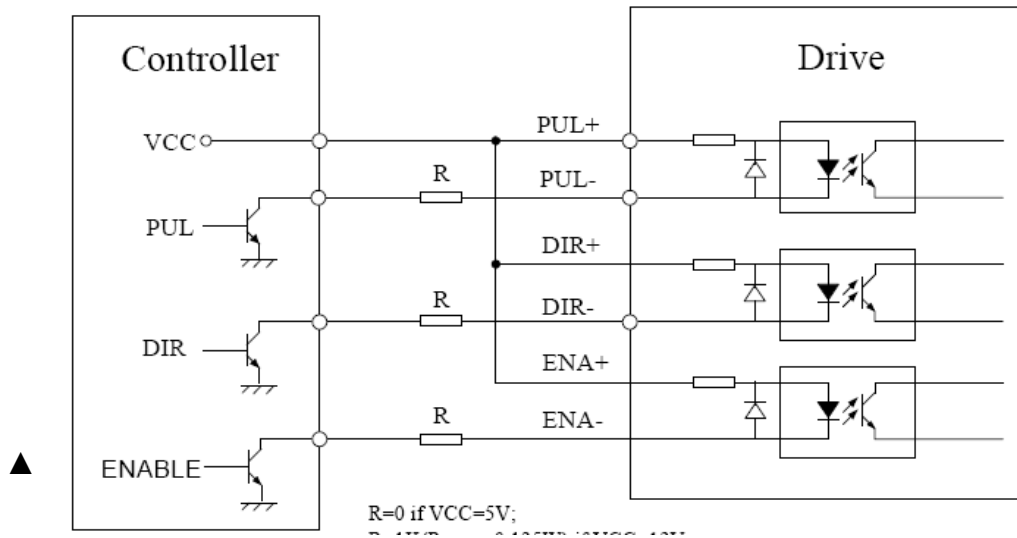 Controller
Drive
VCC
PUL+
R
PUL-
PUL
DIR+
R
DIR-
DIR
ENA+
R
ENA-
ENABLE
R=0 if VCC=5V;